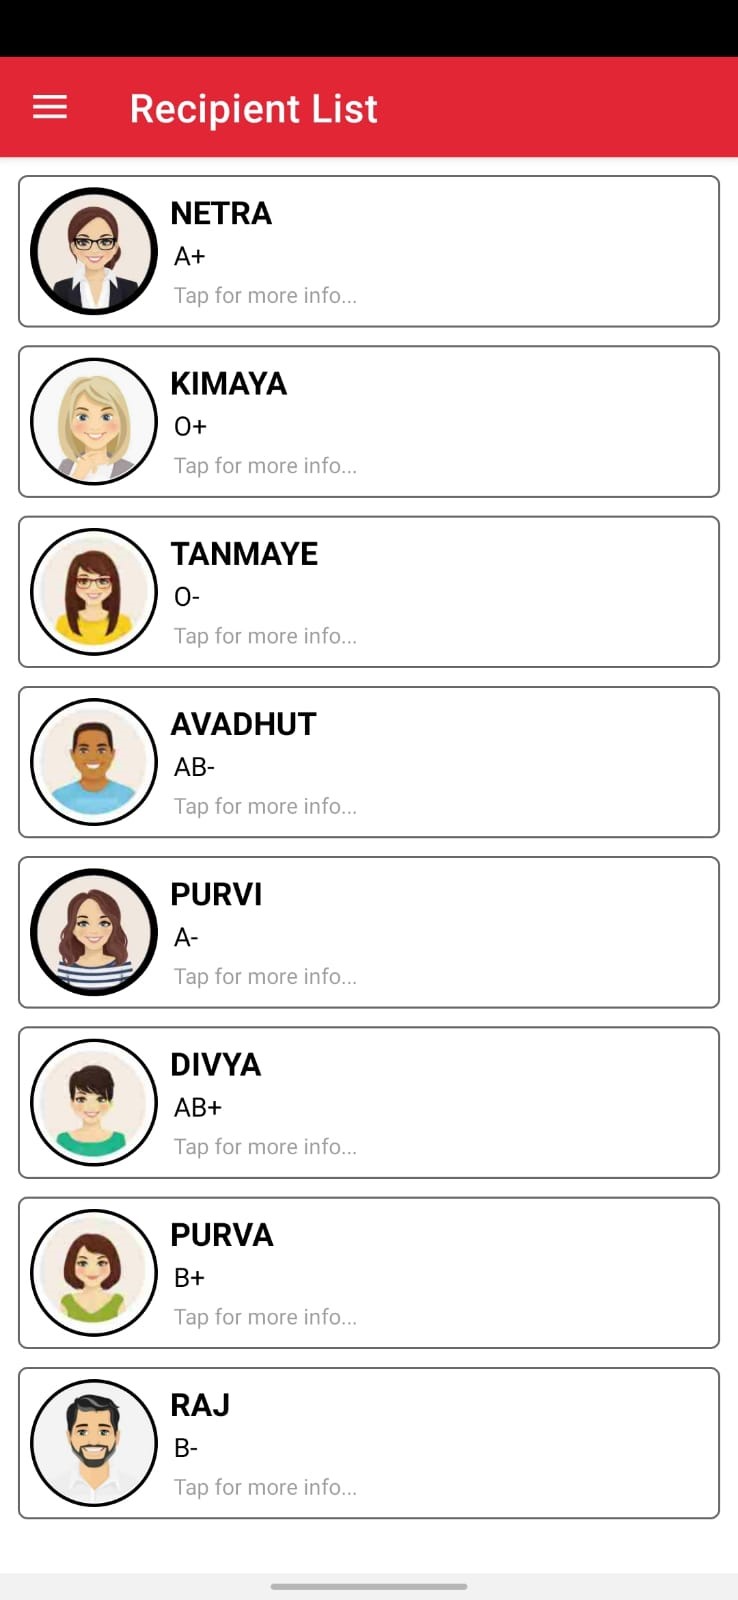 Recipient List
NETRA
A+
Tap for more info...
KIMAYA
O+
Tap for more info...
TANMAYE
O-
Tap for more info...
AVADHUT
AB-
Tap for more info...
PURVI
A-
Tap for more info...
DIVYA
AB+
Tap for more info...
PURVA
B+
Tap for more info...
RAJ
B-
Tap for more info...